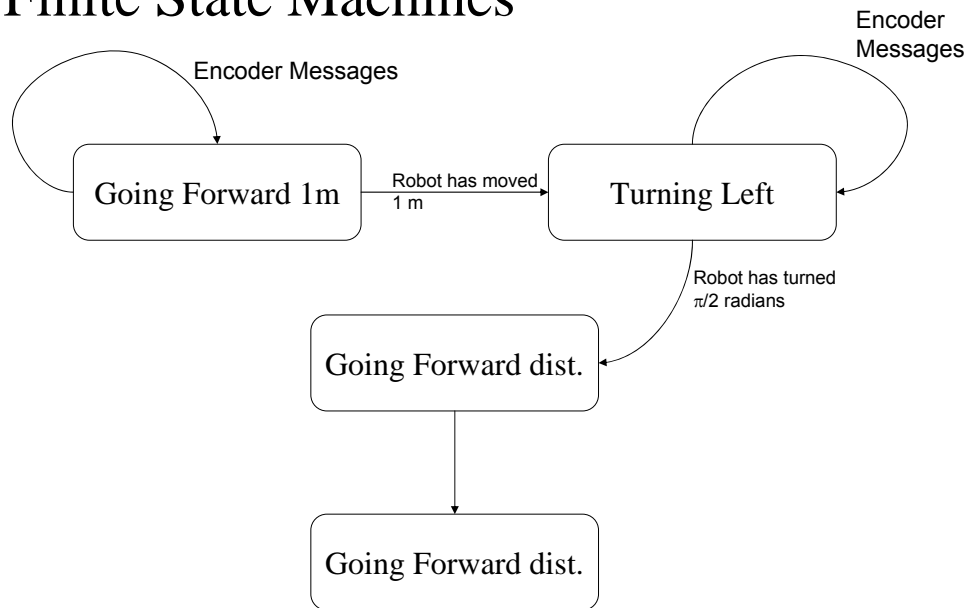 Finite State Machines
Encoder
Messages
Encoder Messages
Going Forward 1m
Robot has moved
1 m
Turning Left
Robot has turned
π/2 radians
Going Forward dist.
Going Forward dist.